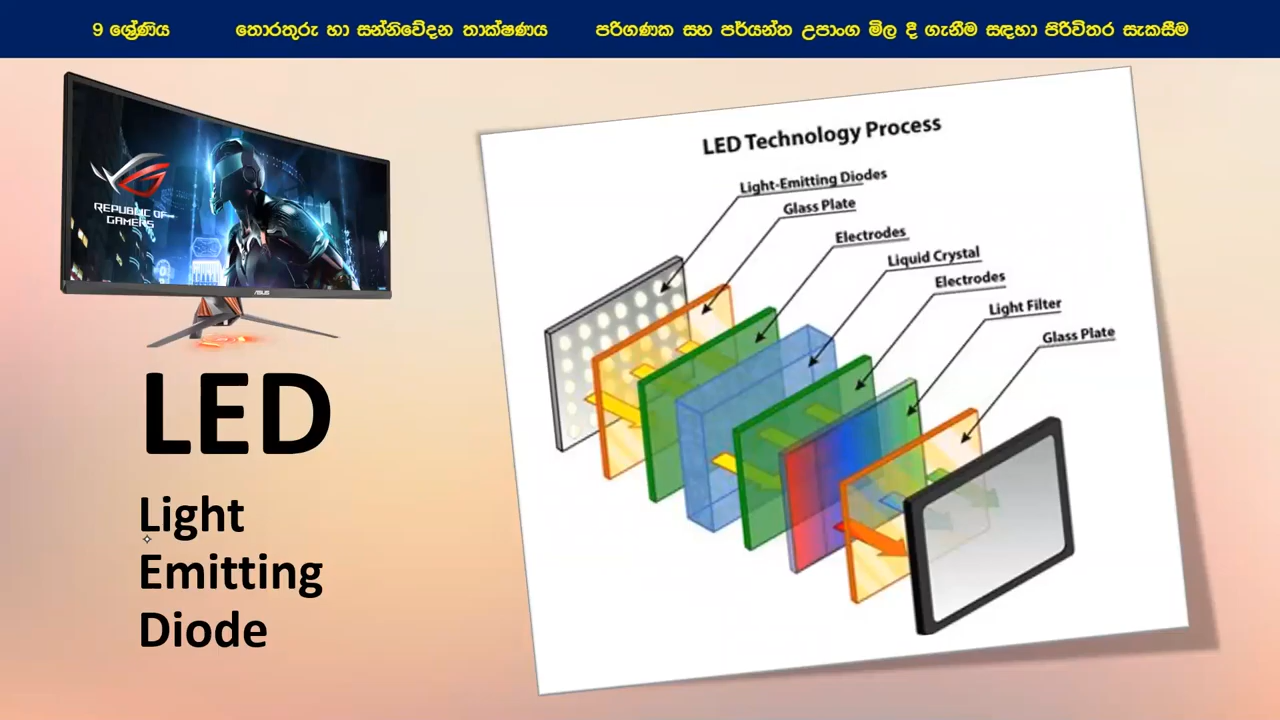 9 ශ්‍රේණිය තොරතුරු හා සන්නිවේදන තාක්ෂණය පරිගණක සහ පර්යන්ත උපාංග මිල දී ගැනීම සඳහා පිරිවිතර සැකසීම
REPUBLIC OF
GAMERS
ASUS
LED
Light
Emitting
Diode
LED Technology Process
Light-Emitting Diodes
Glass Plate
Electrodes
Liquid Crystal
Electrodes
Light Filter
Glass Plate